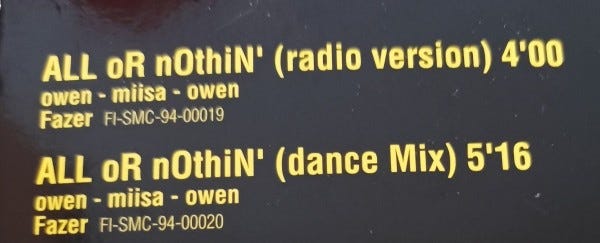 ALL oR nOthiN' (radio version) 4'00
owen - miisa - owen
Fazer FI-SMC-94-00019
ALL oR nOthiN' (dance Mix) 5'16
owen - miisa - owen
Fazer FI-SMC-94-00020